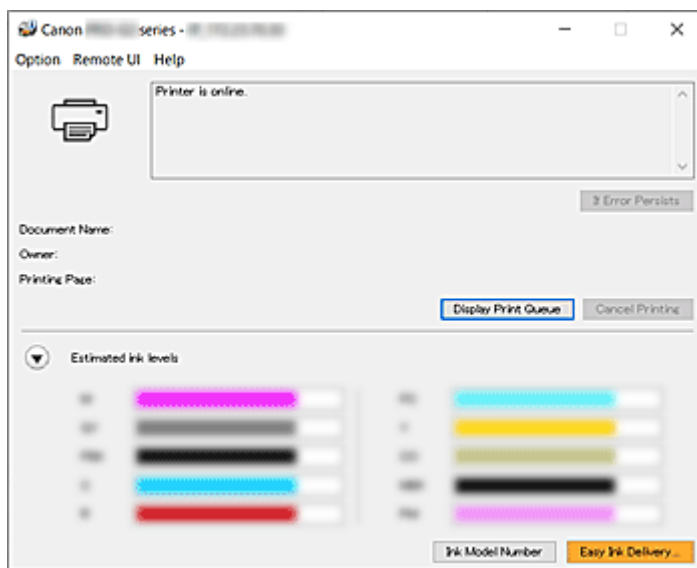 Canon series -
Option Remote UI Help
Printer is online.
If Error Persists
Document Name:
Owner:
Printing Page:
Display Print Queue Cancel Printing
Estimated ink levels
Ink Model Number Easy Ink Delivery...